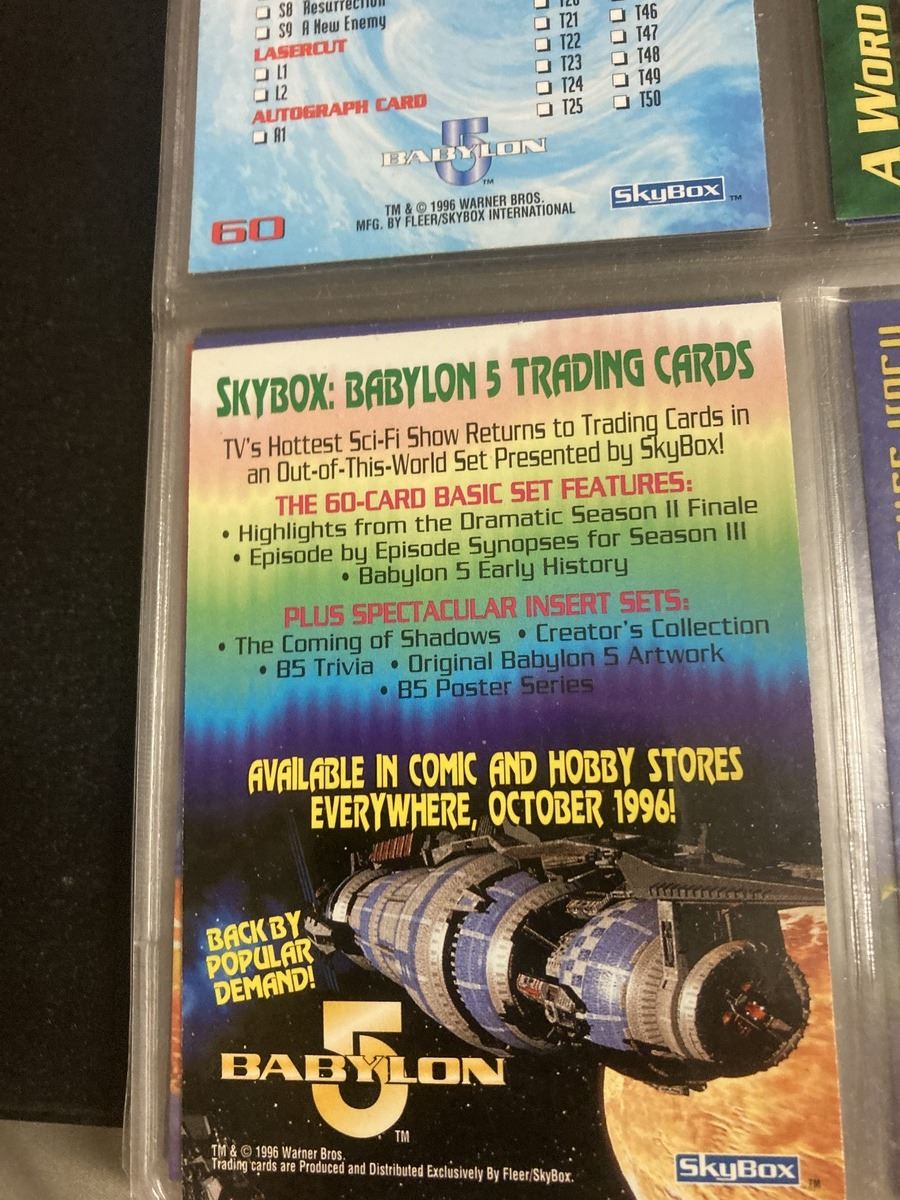 S8 Resurrection
S9 A New Enemy
LASERCUT
L1
L2
AUTOGRAPH CARD
A1
T20
T21
T22
T23
T24
T25
T46
T47
T48
T49
T50
BABYLON 5 ™
TM & © 1996 WARNER BROS.
MFG. BY FLEER/SKYBOX INTERNATIONAL
SKYBOX ™
60
A WORD
SKYBOX: BABYLON 5 TRADING CARDS
TV's Hottest Sci-Fi Show Returns to Trading Cards in
an Out-of-This-World Set Presented by SkyBox!
THE 60-CARD BASIC SET FEATURES:
• Highlights from the Dramatic Season II Finale
• Episode by Episode Synopses for Season III
• Babylon 5 Early History
PLUS SPECTACULAR INSERT SETS:
• The Coming of Shadows • Creator's Collection
• B5 Trivia • Original Babylon 5 Artwork
• B5 Poster Series
AVAILABLE IN COMIC AND HOBBY STORES
EVERYWHERE, OCTOBER 1996!
BACK BY
POPULAR
DEMAND!
BABYLON 5
TM
TM & © 1996 Warner Bros.
Trading cards are Produced and Distributed Exclusively By Fleer/SkyBox.
SKYBOX TM